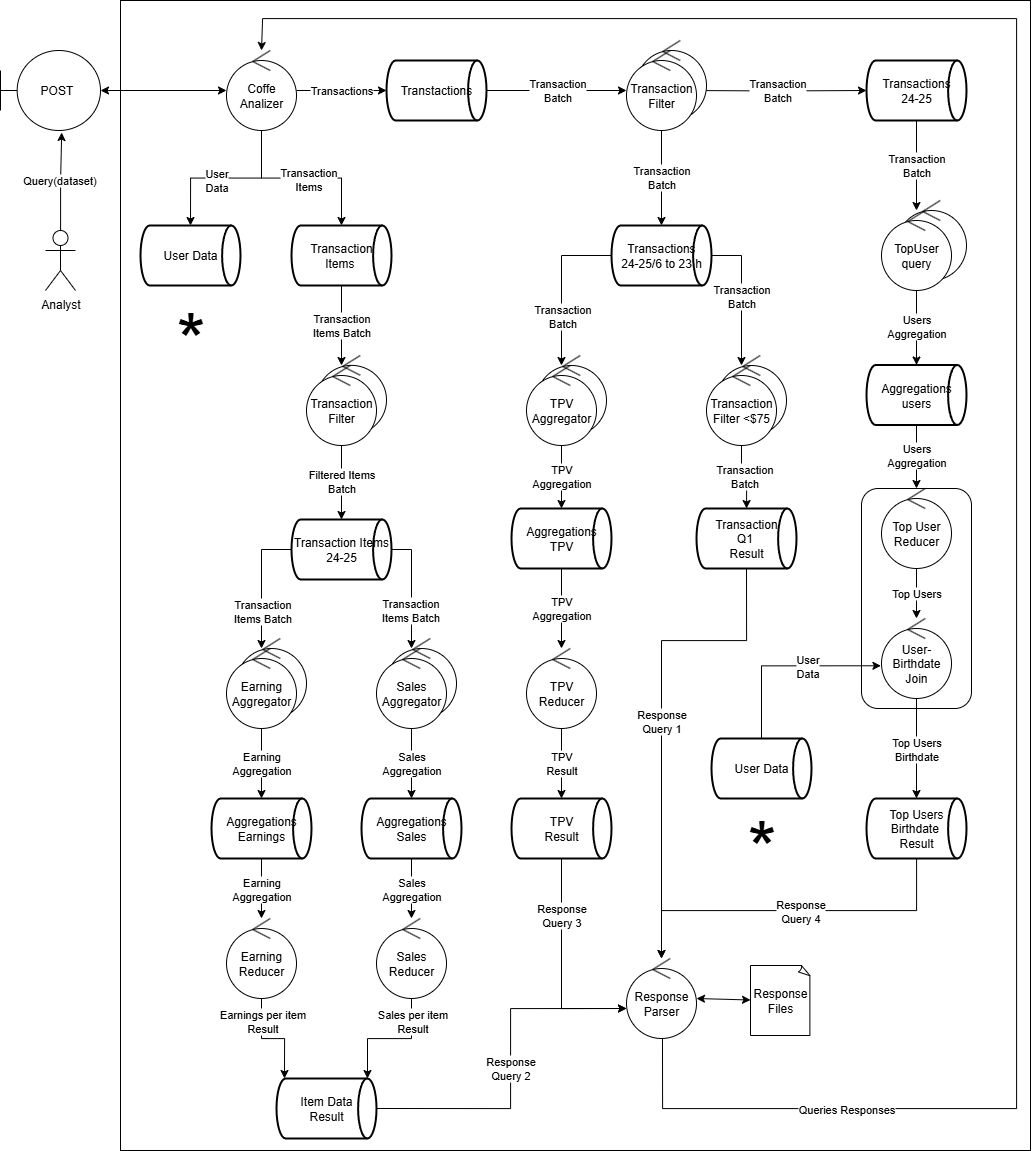 POST
Query(dataset)
Analyst
Coffe
Analizer
Transactions
Transtactions
Transaction
Batch
Transaction
Filter
Transaction
Batch
Transactions
24-25
User
Data
Transaction
Items
Transaction
Batch
Transaction
Batch
User Data
*
Transaction
Items
Transactions
24-25/6 to 23 h
TopUser
query
Transaction
Items Batch
Transaction
Batch
Transaction
Batch
Users
Aggregation
Transaction
Filter
TPV
Aggregator
Transaction
Filter <$75
Aggregations
users
Filtered Items
Batch
TPV
Aggregation
Transaction
Batch
Users
Aggregation
Transaction Items
24-25
Aggregations
TPV
Transaction
Q1
Result
Top User
Reducer
Transaction
Items Batch
Transaction
Items Batch
TPV
Aggregation
Top Users
Earning
Aggregator
Sales
Aggregator
TPV
Reducer
User
Data
User-
Birthdate
Join
Response
Query 1
Earning
Aggregation
Sales
Aggregation
TPV
Result
User Data
*
Top Users
Birthdate
Aggregations
Earnings
Aggregations
Sales
TPV
Result
Top Users
Birthdate
Result
Earning
Aggregation
Sales
Aggregation
Response
Query 3
Response
Query 4
Earning
Reducer
Sales
Reducer
Response
Parser
Response
Files
Earnings per item
Result
Sales per item
Result
Response
Query 2
Item Data
Result
Queries Responses